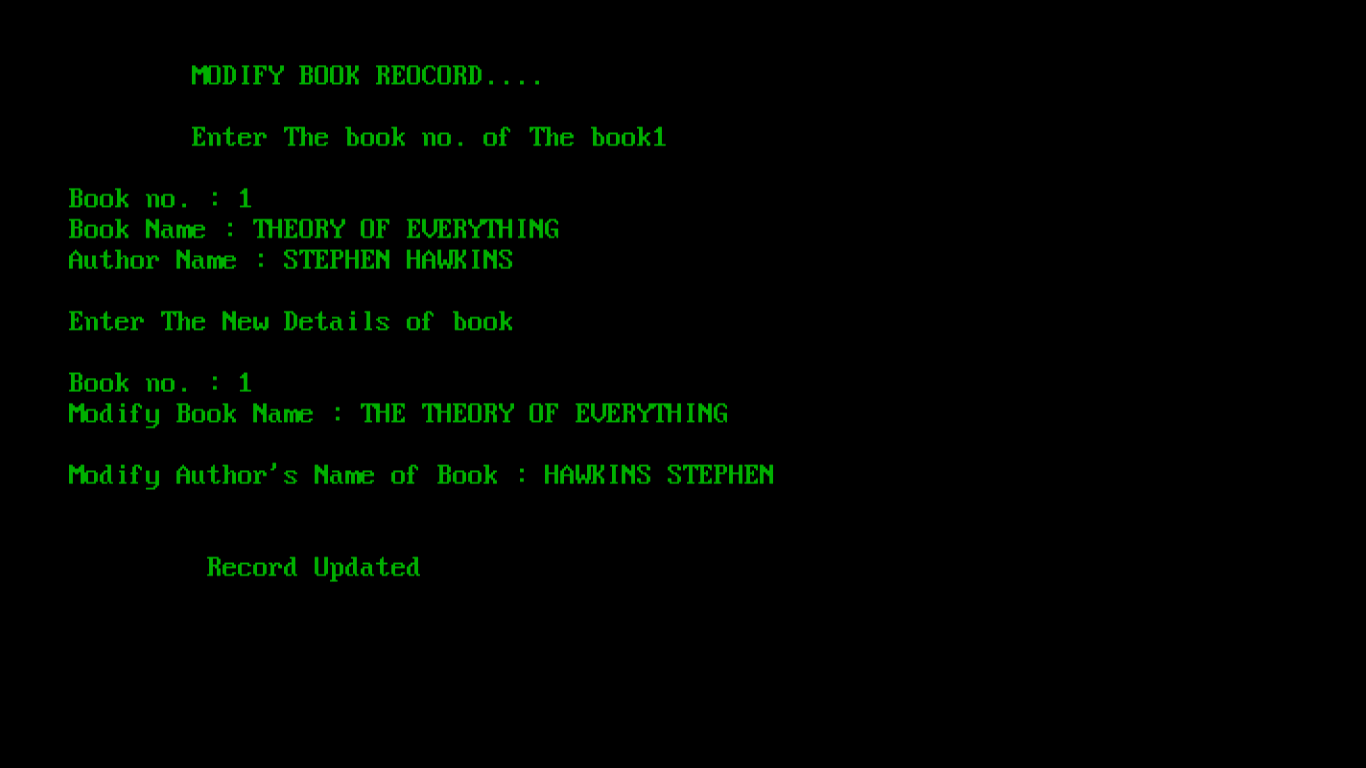 MODIFY BOOK REOCORD....
Enter The book no. of The book1
Book no. : 1
Book Name : THEORY OF EVERYTHING
Author Name : STEPHEN HAWKINS
Enter The New Details of book
Book no. : 1
Modify Book Name : THE THEORY OF EVERYTHING
Modify Author's Name of Book : HAWKINS STEPHEN
Record Updated